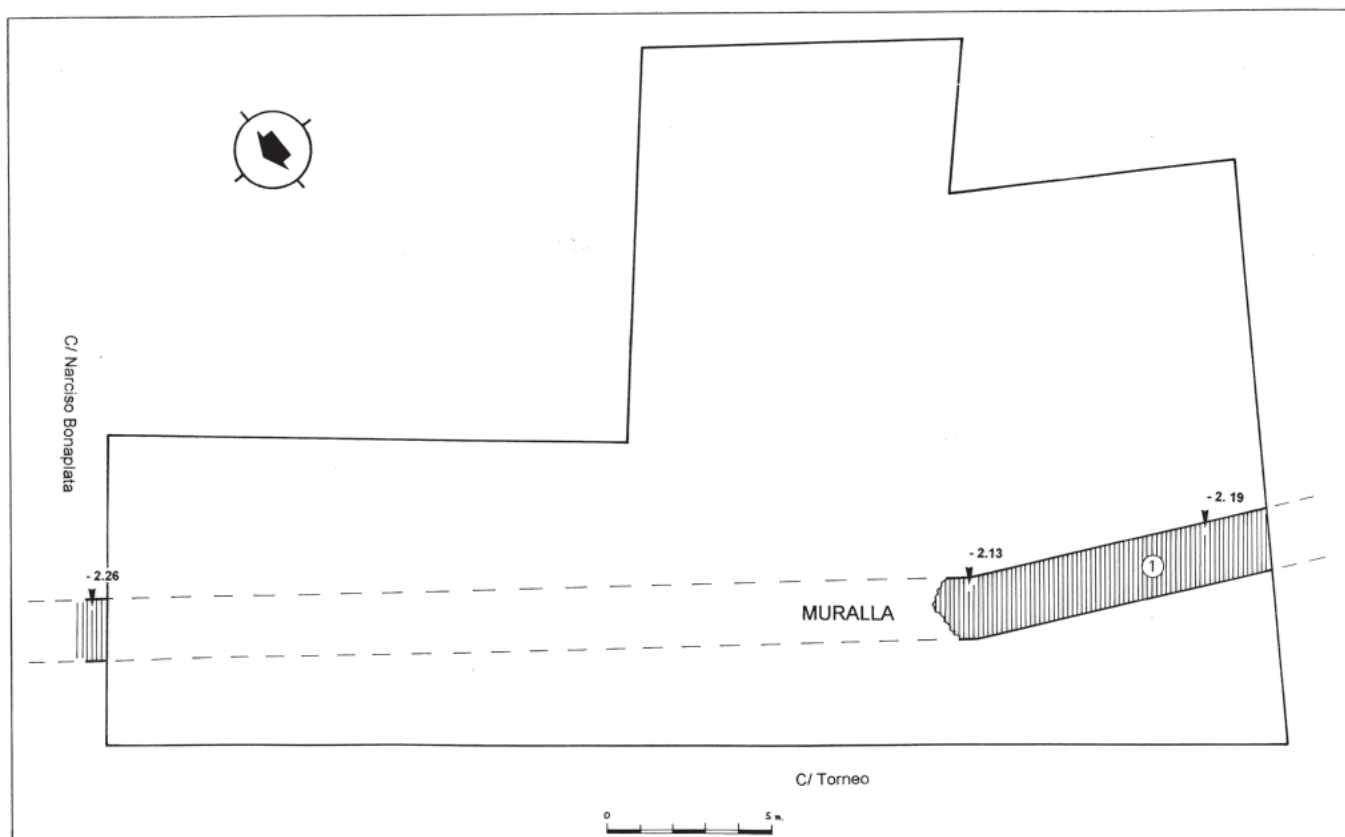 C/ Narciso Bonaplata
- 2. 19
- 2.13
1
- 2.26
MURALLA
C/ Torneo
0 5 m.